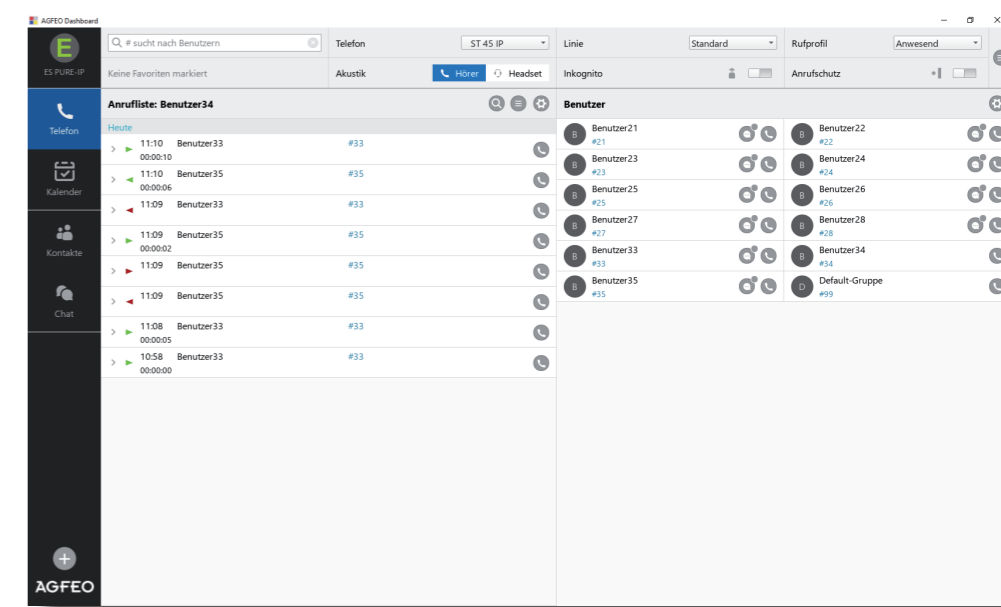 AGFEO Dashboard
E
ES PURE-IP
# sucht nach Benutzern
Telefon
ST 45 IP
Linie
Standard
Rufprofil
Anwesend
Keine Favoriten markiert
Akustik
Hörer
Headset
Inkognito
Anrufschutz
Telefon
Kalender
Kontakte
Chat
AGFEO
Anrufliste: Benutzer34
Heute
11:10 Benutzer33 #33
00:00:10
11:10 Benutzer35 #35
00:00:06
11:09 Benutzer33 #33
11:09 Benutzer35 #35
00:00:02
11:09 Benutzer35 #35
11:09 Benutzer35 #35
11:08 Benutzer33 #33
00:00:05
10:58 Benutzer33 #33
00:00:00
Benutzer
B Benutzer21
#21
B Benutzer22
#22
B Benutzer23
#23
B Benutzer24
#24
B Benutzer25
#25
B Benutzer26
#26
B Benutzer27
#27
B Benutzer28
#28
B Benutzer33
#33
B Benutzer34
#34
B Benutzer35
#35
D Default-Gruppe
#99